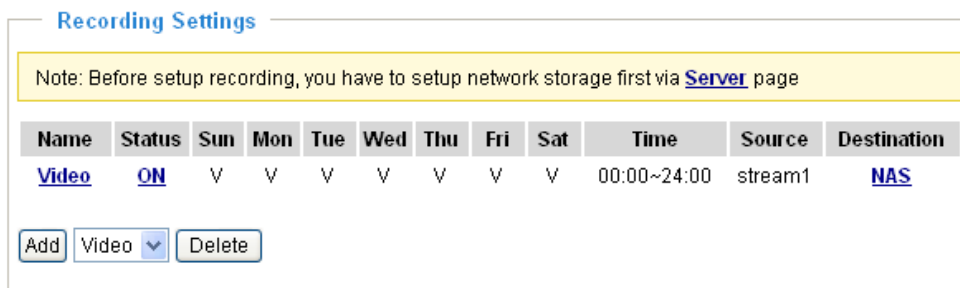 Recording Settings
Note: Before setup recording, you have to setup network storage first via Server page
Name Status Sun Mon Tue Wed Thu Fri Sat Time Source Destination
Video ON V V V V V V V 00:00~24:00 stream1 NAS
Add Video Delete